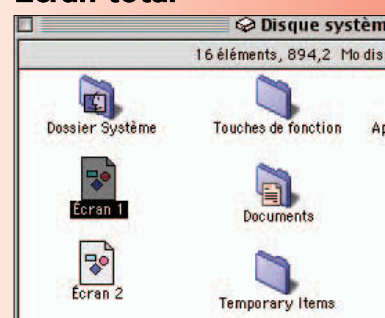 Écran total
Disque systèm
16 éléments, 894,2 Mo dis
Dossier Système
Touches de fonction
Ap
Écran 1
Documents
Écran 2
Temporary Items